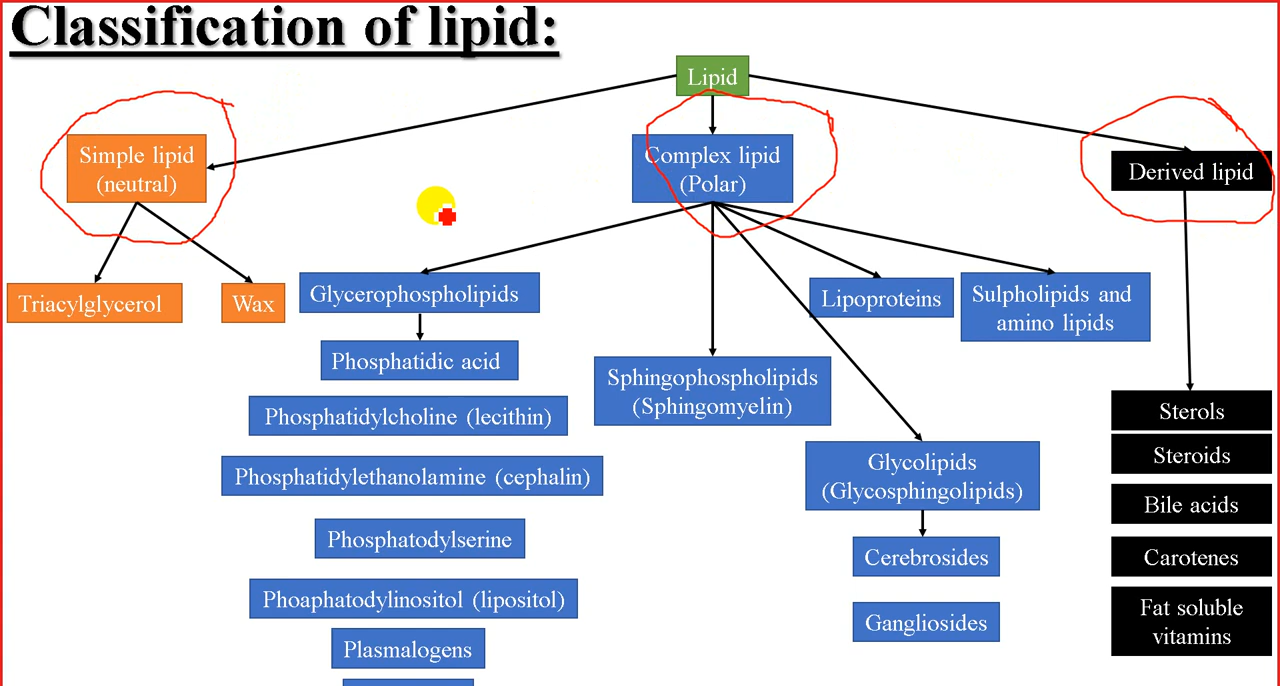 Classification of lipid:
Lipid
Simple lipid
(neutral)
Complex lipid
(Polar)
Derived lipid
Triacylglycerol
Wax
Glycerophospholipids
Phosphatidic acid
Phosphatidylcholine (lecithin)
Phosphatidylethanolamine (cephalin)
Phosphatodylserine
Phoaphatodylinositol (lipositol)
Plasmalogens
Sphingophospholipids
(Sphingomyelin)
Lipoproteins
Sulpholipids and
amino lipids
Glycolipids
(Glycosphingolipids)
Cerebrosides
Gangliosides
Sterols
Steroids
Bile acids
Carotenes
Fat soluble
vitamins